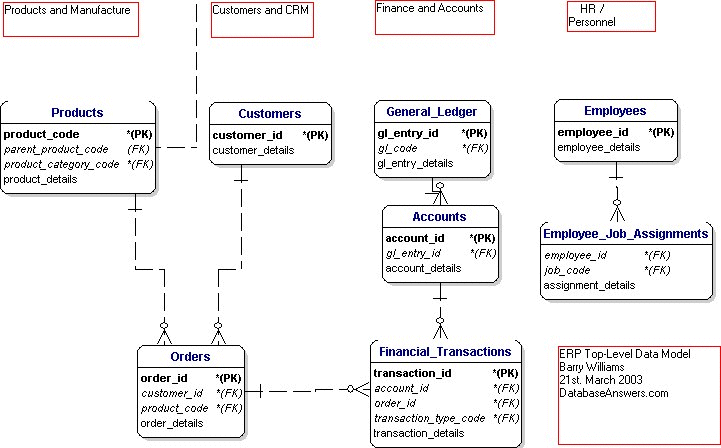 Products and Manufacture
Customers and CRM
Finance and Accounts
HR /
Personnel
Products
product_code *(PK)
parent_product_code (FK)
product_category_code *(FK)
product_details
Customers
customer_id *(PK)
customer_details
General_Ledger
gl_entry_id *(PK)
gl_code *(FK)
gl_entry_details
Employees
employee_id *(PK)
employee_details
Accounts
account_id *(PK)
gl_entry_id *(FK)
account_details
Employee_Job_Assignments
employee_id *(FK)
job_code *(FK)
assignment_details
Orders
order_id *(PK)
customer_id *(FK)
product_code *(FK)
order_details
Financial_Transactions
transaction_id *(PK)
account_id *(FK)
order_id *(FK)
transaction_type_code *(FK)
transaction_details
ERP Top-Level Data Model
Barry Williams
21st. March 2003
DatabaseAnswers.com